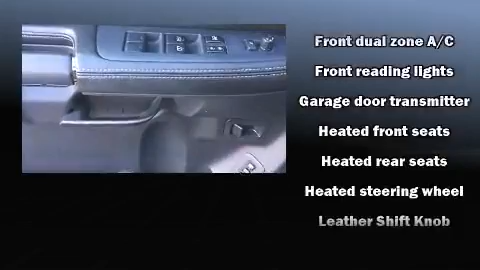 Front dual zone A/C
Front reading lights
Garage door transmitter
Heated front seats
Heated rear seats
Heated steering wheel
Leather Shift Knob